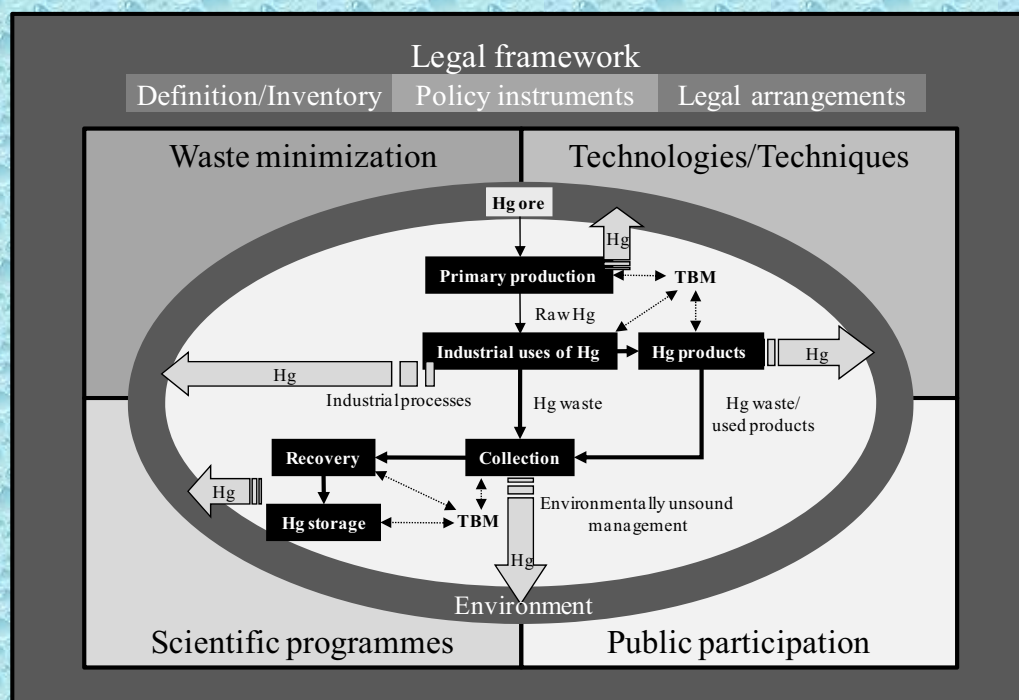 Legal framework
Definition/Inventory
Policy instruments
Legal arrangements
Waste minimization
Technologies/Techniques
Hg ore
Hg
Primary production
TBM
Raw Hg
Industrial uses of Hg
Hg products
Hg
Hg
Industrial processes
Hg waste
Hg waste/
used products
Recovery
Collection
Hg
Environmentally unsound
management
Hg storage
TBM
Hg
Environment
Scientific programmes
Public participation